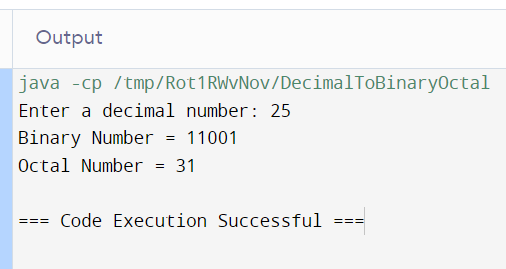 Output
java -cp /tmp/Rot1RWvNov/DecimalToBinaryOctal
Enter a decimal number: 25
Binary Number = 11001
Octal Number = 31
=== Code Execution Successful ===